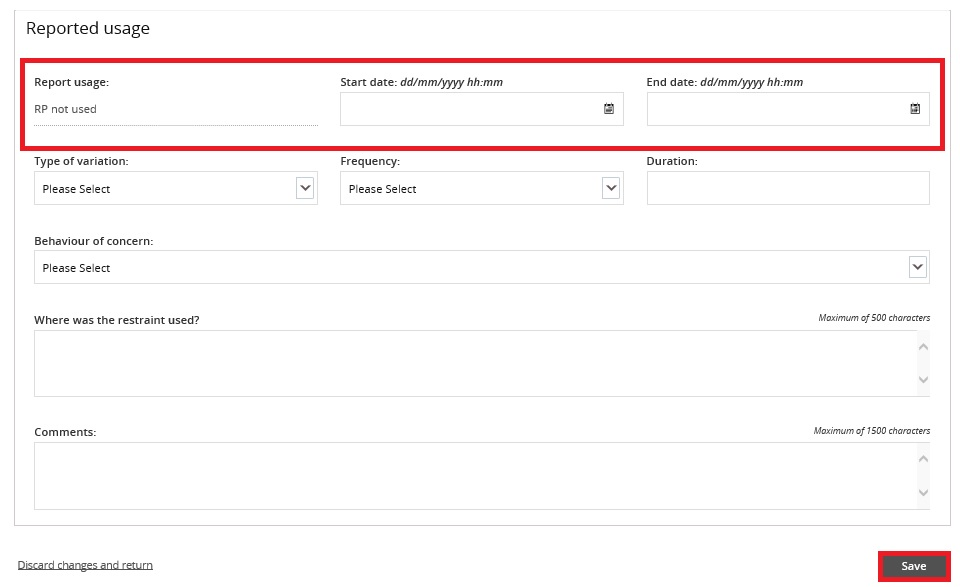 Reported usage
Report usage: Start date: dd/mm/yyyy hh:mm End date: dd/mm/yyyy hh:mm
RP not used
Type of variation: Frequency: Duration:
Please Select Please Select
Behaviour of concern:
Please Select
Where was the restraint used? Maximum of 500 characters
Comments: Maximum of 1500 characters
Discard changes and return Save